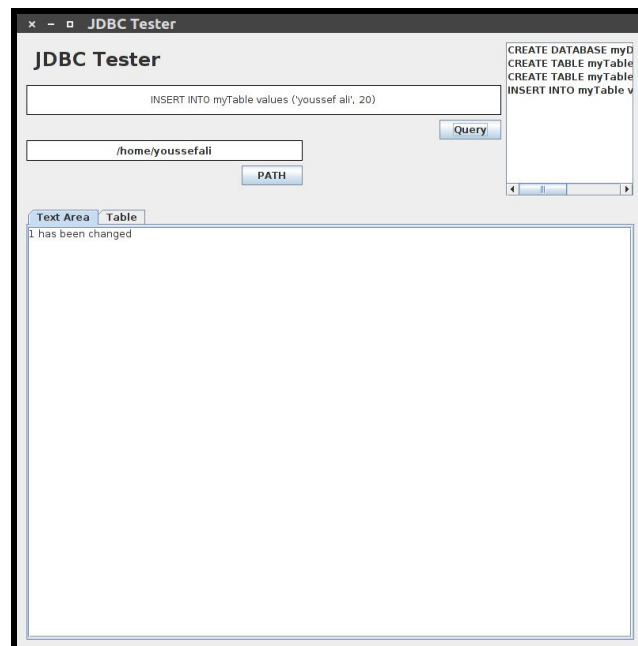 JDBC Tester
JDBC Tester
CREATE DATABASE myD
CREATE TABLE myTable
CREATE TABLE myTable
INSERT INTO myTable v
INSERT INTO myTable values ('youssef ali', 20)
Query
/home/youssefali
PATH
Text Area Table
1 has been changed